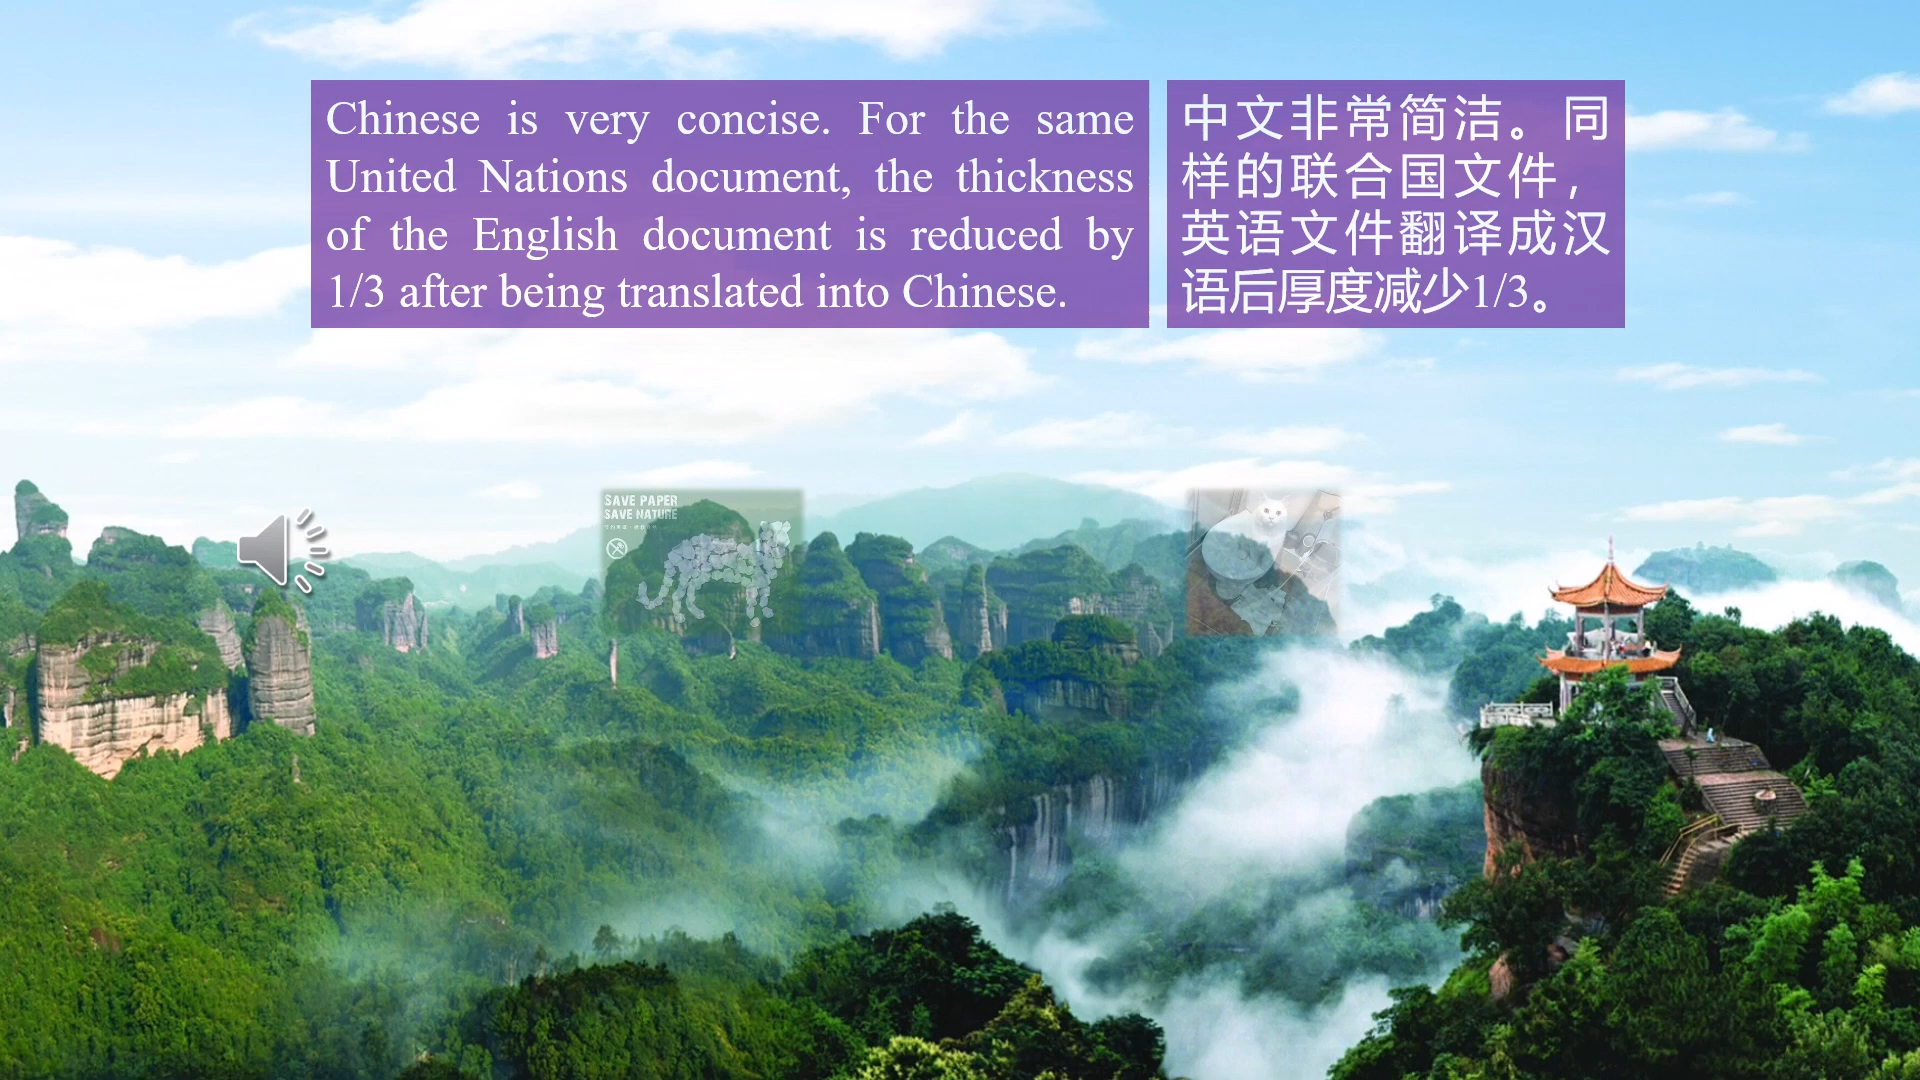 Chinese is very concise. For the same
United Nations document, the thickness
of the English document is reduced by
1/3 after being translated into Chinese.
中文非常简洁。同
样的联合国文件，
英语文件翻译成汉
语后厚度减少1/3。
SAVE PAPER
SAVE NATURE